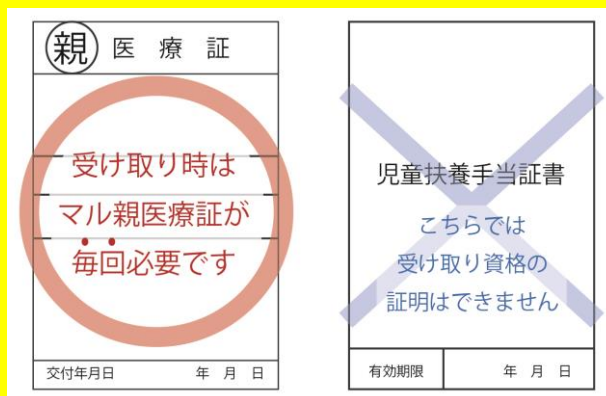 親 医療証
受け取り時は
マル親医療証が
毎回必要です
交付年月日 年 月 日
児童扶養手当証書
こちらでは
受け取り資格の
証明はできません
有効期限 年 月 日